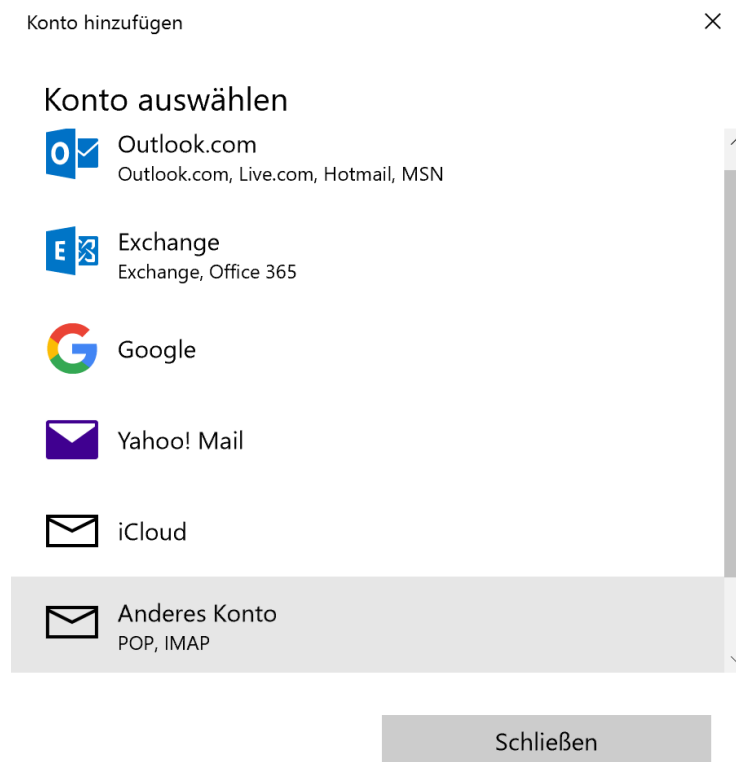 Konto hinzufügen
Konto auswählen
Outlook.com
Outlook.com, Live.com, Hotmail, MSN
Exchange
Exchange, Office 365
Google
Yahoo! Mail
iCloud
Anderes Konto
POP, IMAP
Schließen